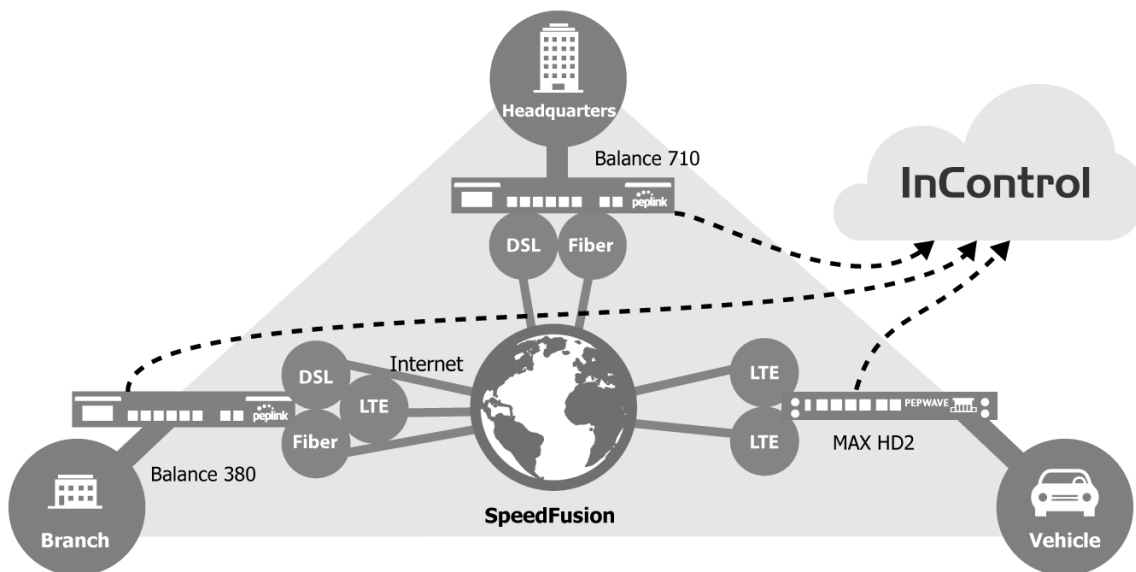 Headquarters
Balance 710
peplink
InControl
DSL
Fiber
Internet
DSL
LTE
Fiber
peplink
Balance 380
Branch
LTE
LTE
PEPWAVE
MAX HD2
SpeedFusion
Vehicle